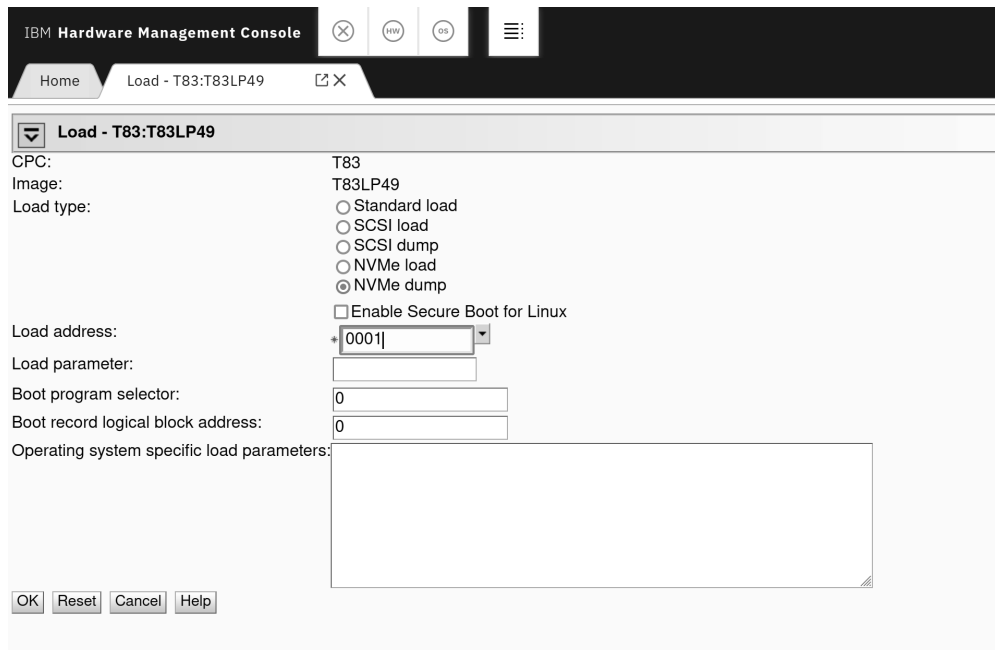 IBM Hardware Management Console HW OS
Home Load - T83:T83LP49
Load - T83:T83LP49
CPC: T83
Image: T83LP49
Load type: Standard load
SCSI load
SCSI dump
NVMe load
NVMe dump
Enable Secure Boot for Linux
Load address: * 0001
Load parameter:
Boot program selector: 0
Boot record logical block address: 0
Operating system specific load parameters:
OK Reset Cancel Help